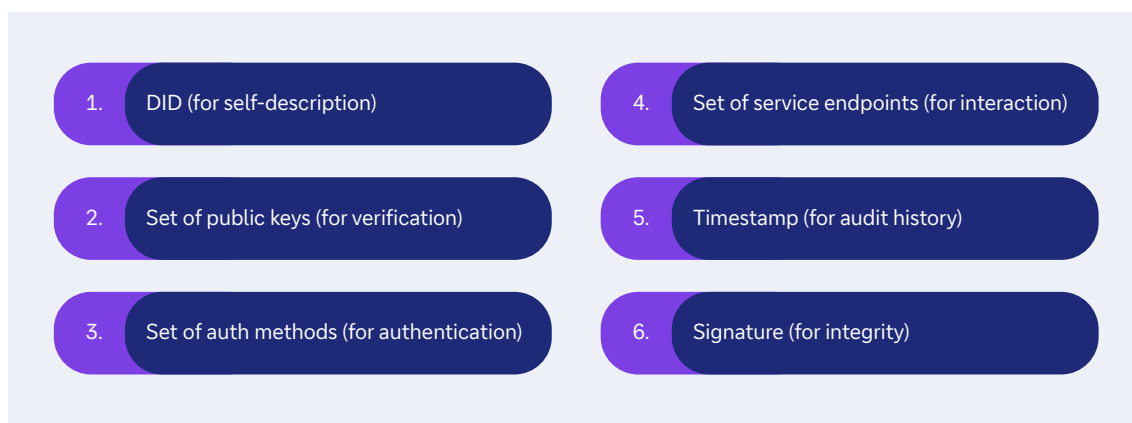 1. DID (for self-description)
2. Set of public keys (for verification)
3. Set of auth methods (for authentication)
4. Set of service endpoints (for interaction)
5. Timestamp (for audit history)
6. Signature (for integrity)